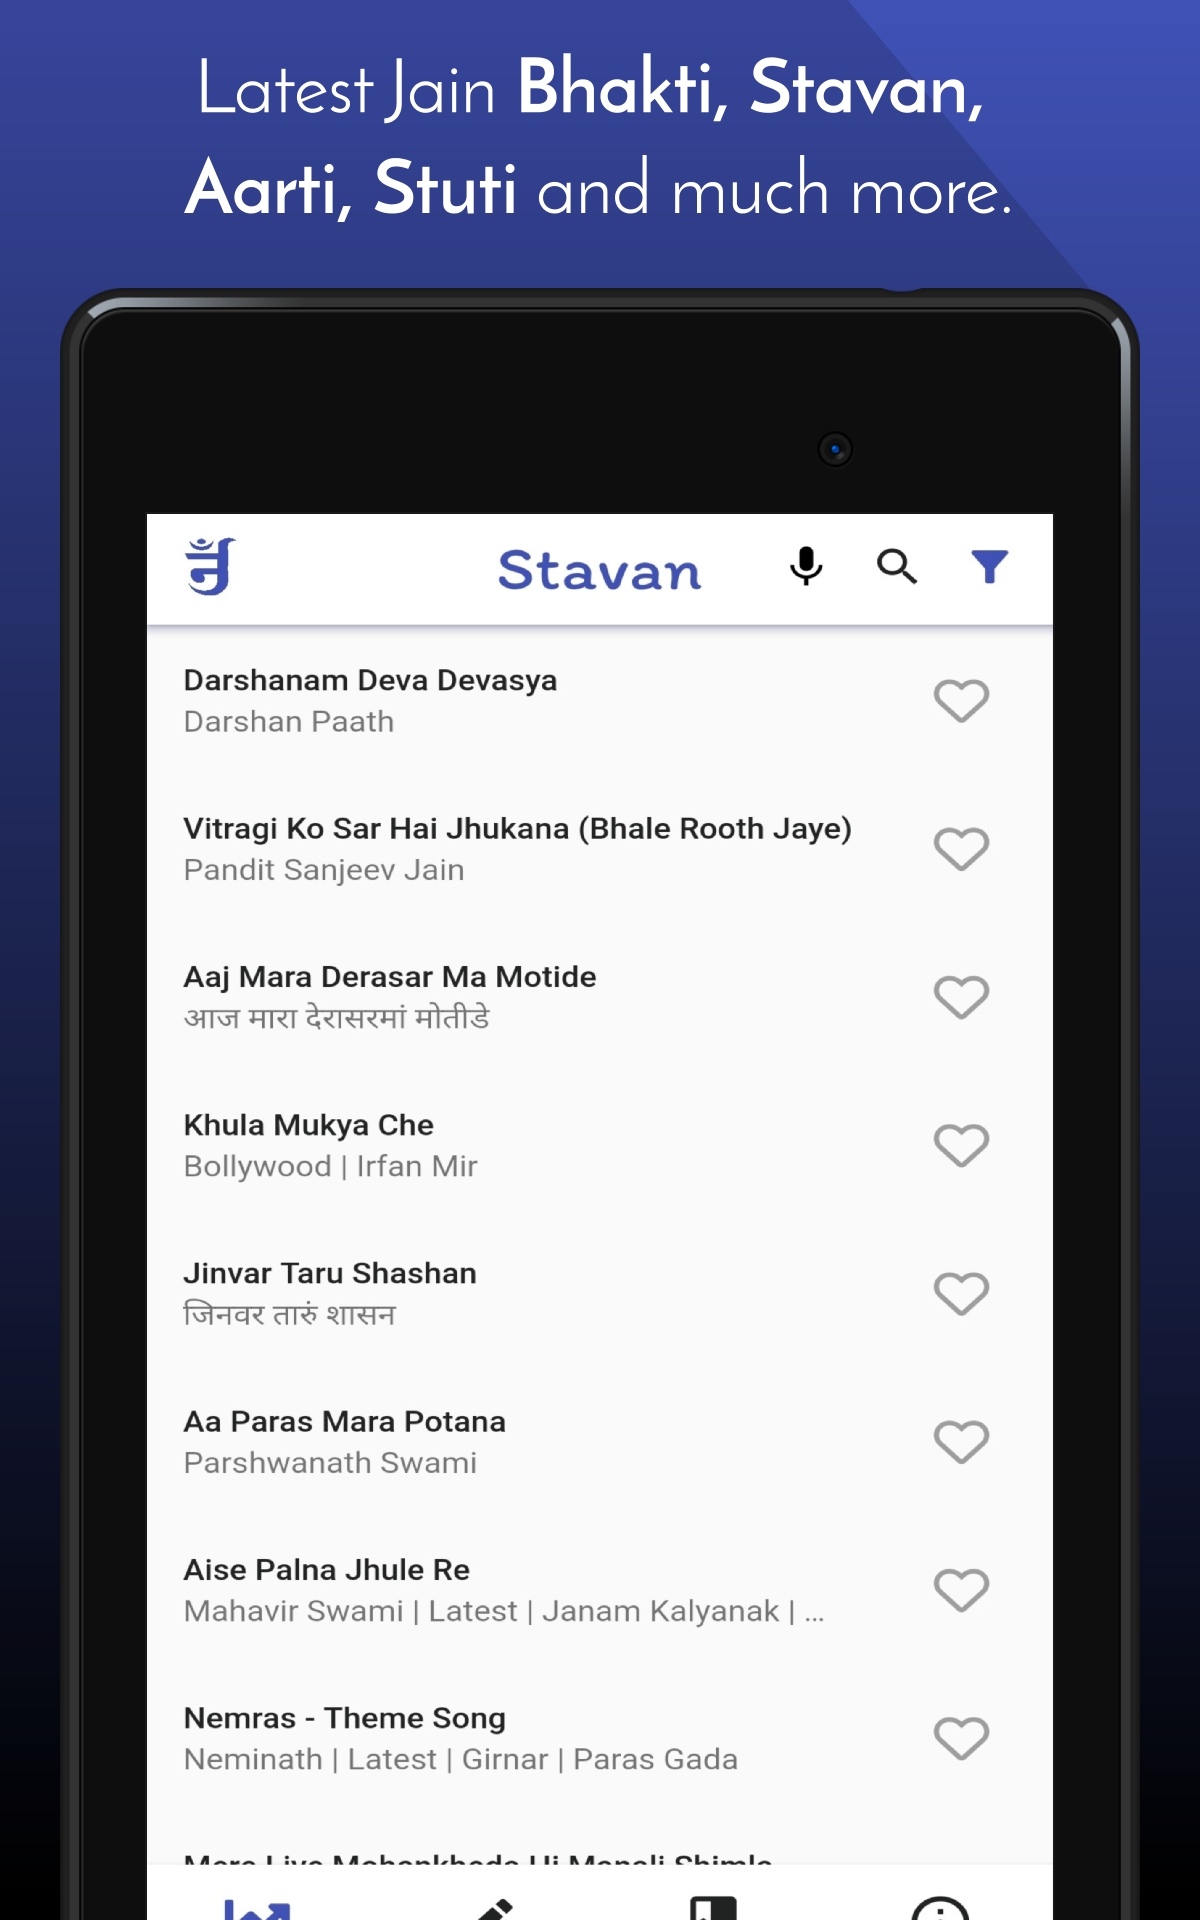 Latest Jain Bhakti, Stavan,
Aarti, Stuti and much more.
Stavan
Darshanam Deva Devasya
Darshan Paath
Vitragi Ko Sar Hai Jhukana (Bhale Rooth Jaye)
Pandit Sanjeev Jain
Aaj Mara Derasar Ma Motide
आज मारा देरासरमां मोतीडे
Khula Mukya Che
Bollywood | Irfan Mir
Jinvar Taru Shashan
जिनवर तारुं शासन
Aa Paras Mara Potana
Parshwanath Swami
Aise Palna Jhule Re
Mahavir Swami | Latest | Janam Kalyanak | ...
Nemras - Theme Song
Neminath | Latest | Girnar | Paras Gada